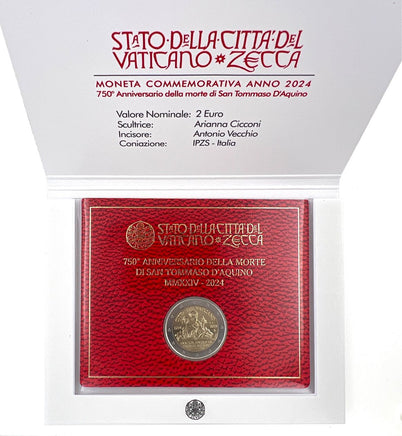 STATO·DELLA·CITTA'·DEL
VATICANO * ZECCA
MONETA COMMEMORATIVA ANNO 2024
750° Anniversario della morte di San Tommaso D'Aquino
Valore Nominale: 2 Euro
Scultrice: Arianna Cicconi
Incisore: Antonio Vecchio
Coniazione: IPZS - Italia
STATO·DELLA·CITTA'·DEL
VATICANO * ZECCA
750° ANNIVERSARIO DELLA MORTE
DI SAN TOMMASO D'AQUINO
MMXXIV - 2024